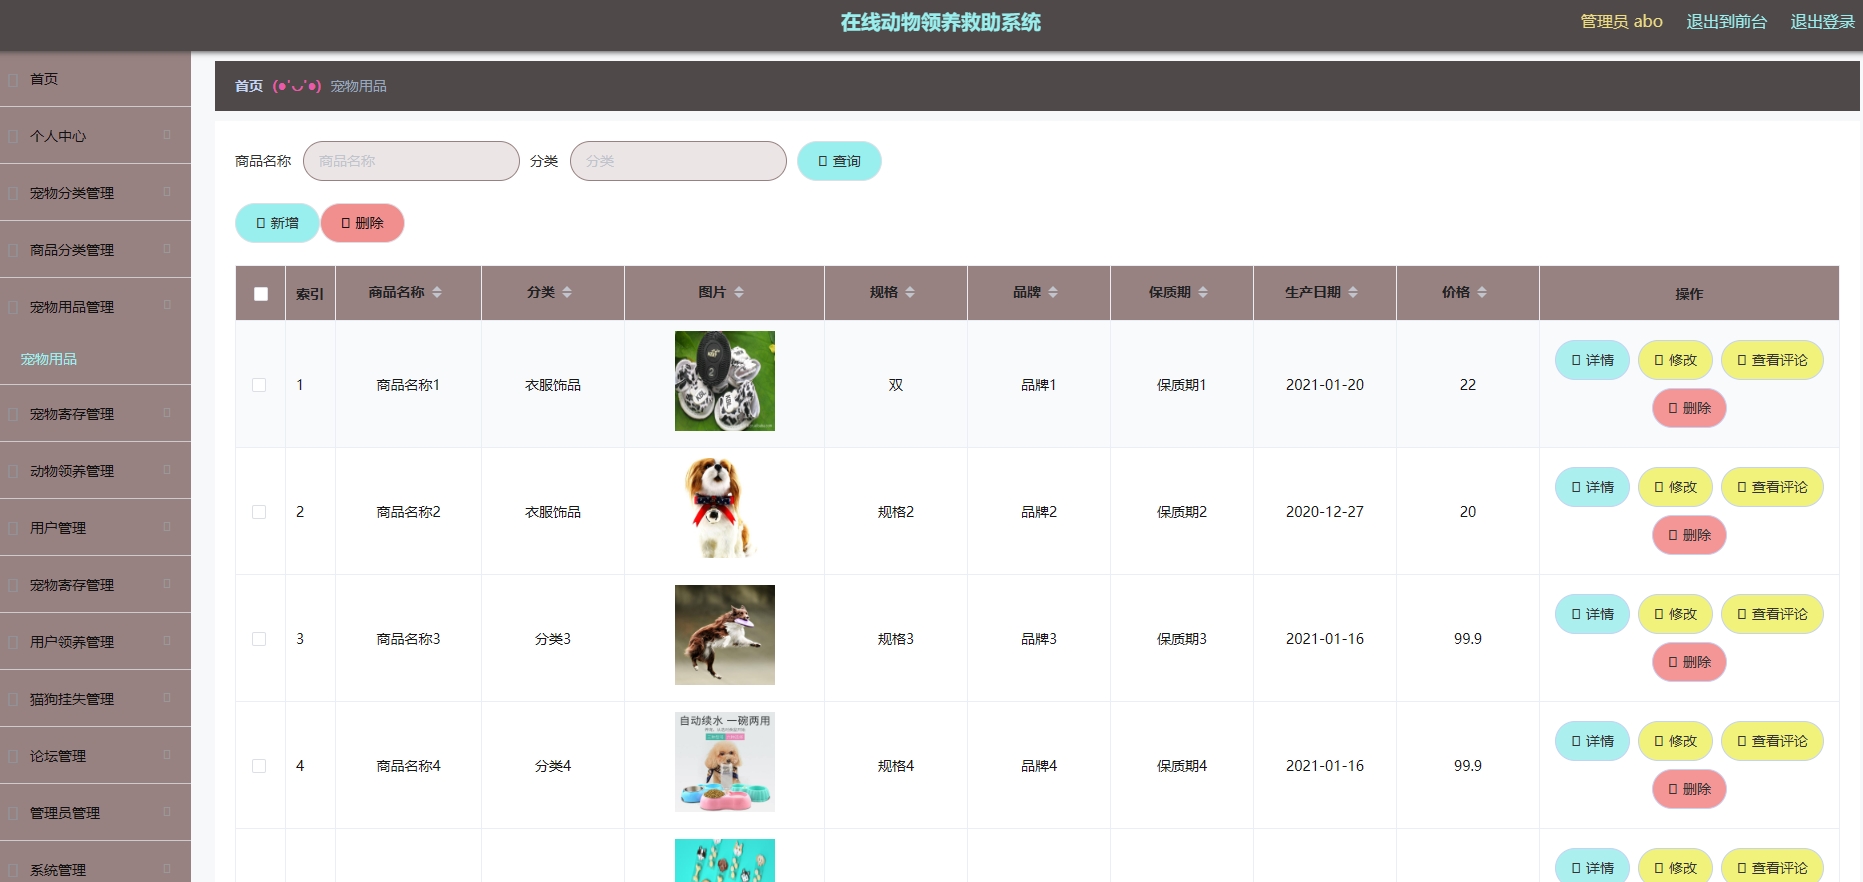 在线动物领养救助系统
管理员 abo 退出到前台 退出登录
首页
个人中心
宠物分类管理
商品分类管理
宠物用品管理
宠物用品
宠物寄存管理
动物领养管理
用户管理
宠物寄存管理
用户领养管理
猫狗挂失管理
论坛管理
管理员管理
系统管理
首页 (●'◡'●) 宠物用品
商品名称 商品名称 分类 分类 查询
新增 删除
索引 商品名称 分类 图片 规格 品牌 保质期 生产日期 价格 操作
1 商品名称1 衣服饰品 双 品牌1 保质期1 2021-01-20 22 详情 修改 查看评论
删除
2 商品名称2 衣服饰品 规格2 品牌2 保质期2 2020-12-27 20 详情 修改 查看评论
删除
3 商品名称3 分类3 规格3 品牌3 保质期3 2021-01-16 99.9 详情 修改 查看评论
删除
自动续水 一碗两用
4 商品名称4 分类4 规格4 品牌4 保质期4 2021-01-16 99.9 详情 修改 查看评论
删除
详情 修改 查看评论